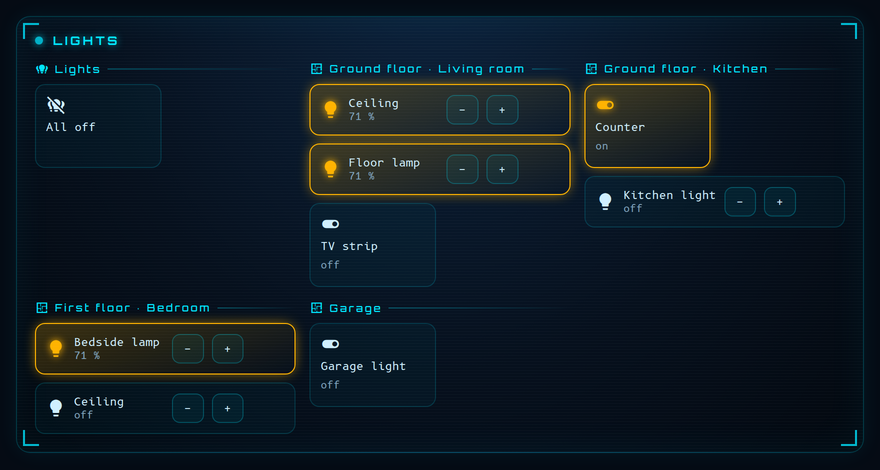 LIGHTS
Lights
All off
Ground floor · Living room
Ceiling
71 %
− +
Floor lamp
71 %
− +
TV strip
off
Ground floor · Kitchen
Counter
on
Kitchen light
off
− +
First floor · Bedroom
Bedside lamp
71 %
− +
Ceiling
off
− +
Garage
Garage light
off